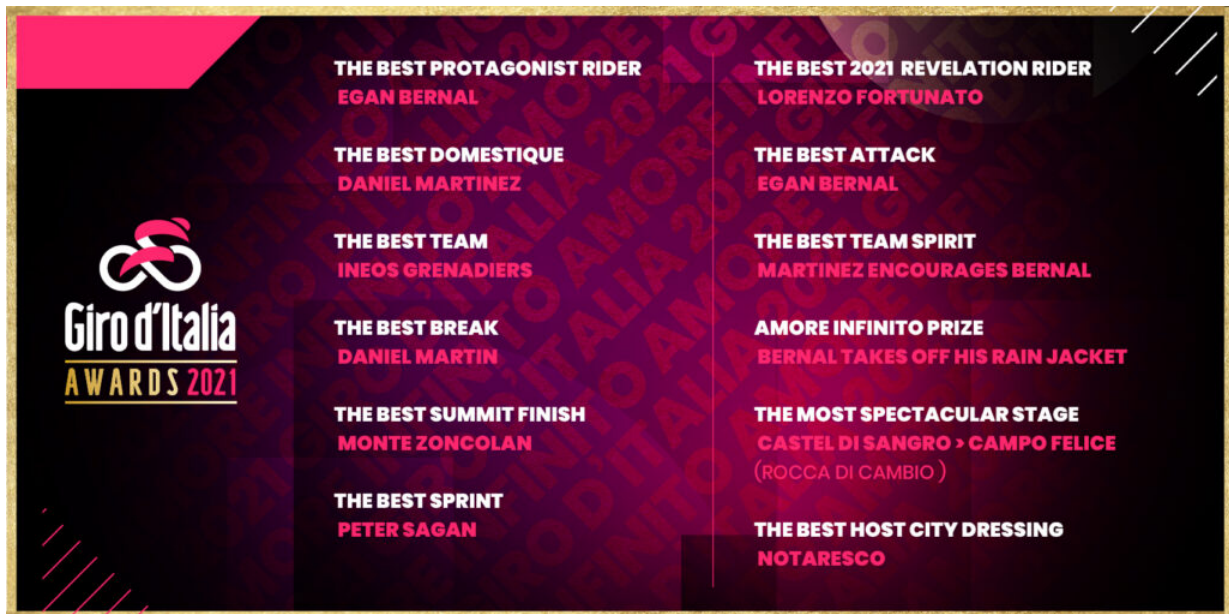 Giro d'Italia
AWARDS 2021
THE BEST PROTAGONIST RIDER
EGAN BERNAL
THE BEST DOMESTIQUE
DANIEL MARTINEZ
THE BEST TEAM
INEOS GRENADIERS
THE BEST BREAK
DANIEL MARTIN
THE BEST SUMMIT FINISH
MONTE ZONCOLAN
THE BEST SPRINT
PETER SAGAN
THE BEST 2021 REVELATION RIDER
LORENZO FORTUNATO
THE BEST ATTACK
EGAN BERNAL
THE BEST TEAM SPIRIT
MARTINEZ ENCOURAGES BERNAL
AMORE INFINITO PRIZE
BERNAL TAKES OFF HIS RAIN JACKET
THE MOST SPECTACULAR STAGE
CASTEL DI SANGRO > CAMPO FELICE
(ROCCA DI CAMBIO )
THE BEST HOST CITY DRESSING
NOTARESCO